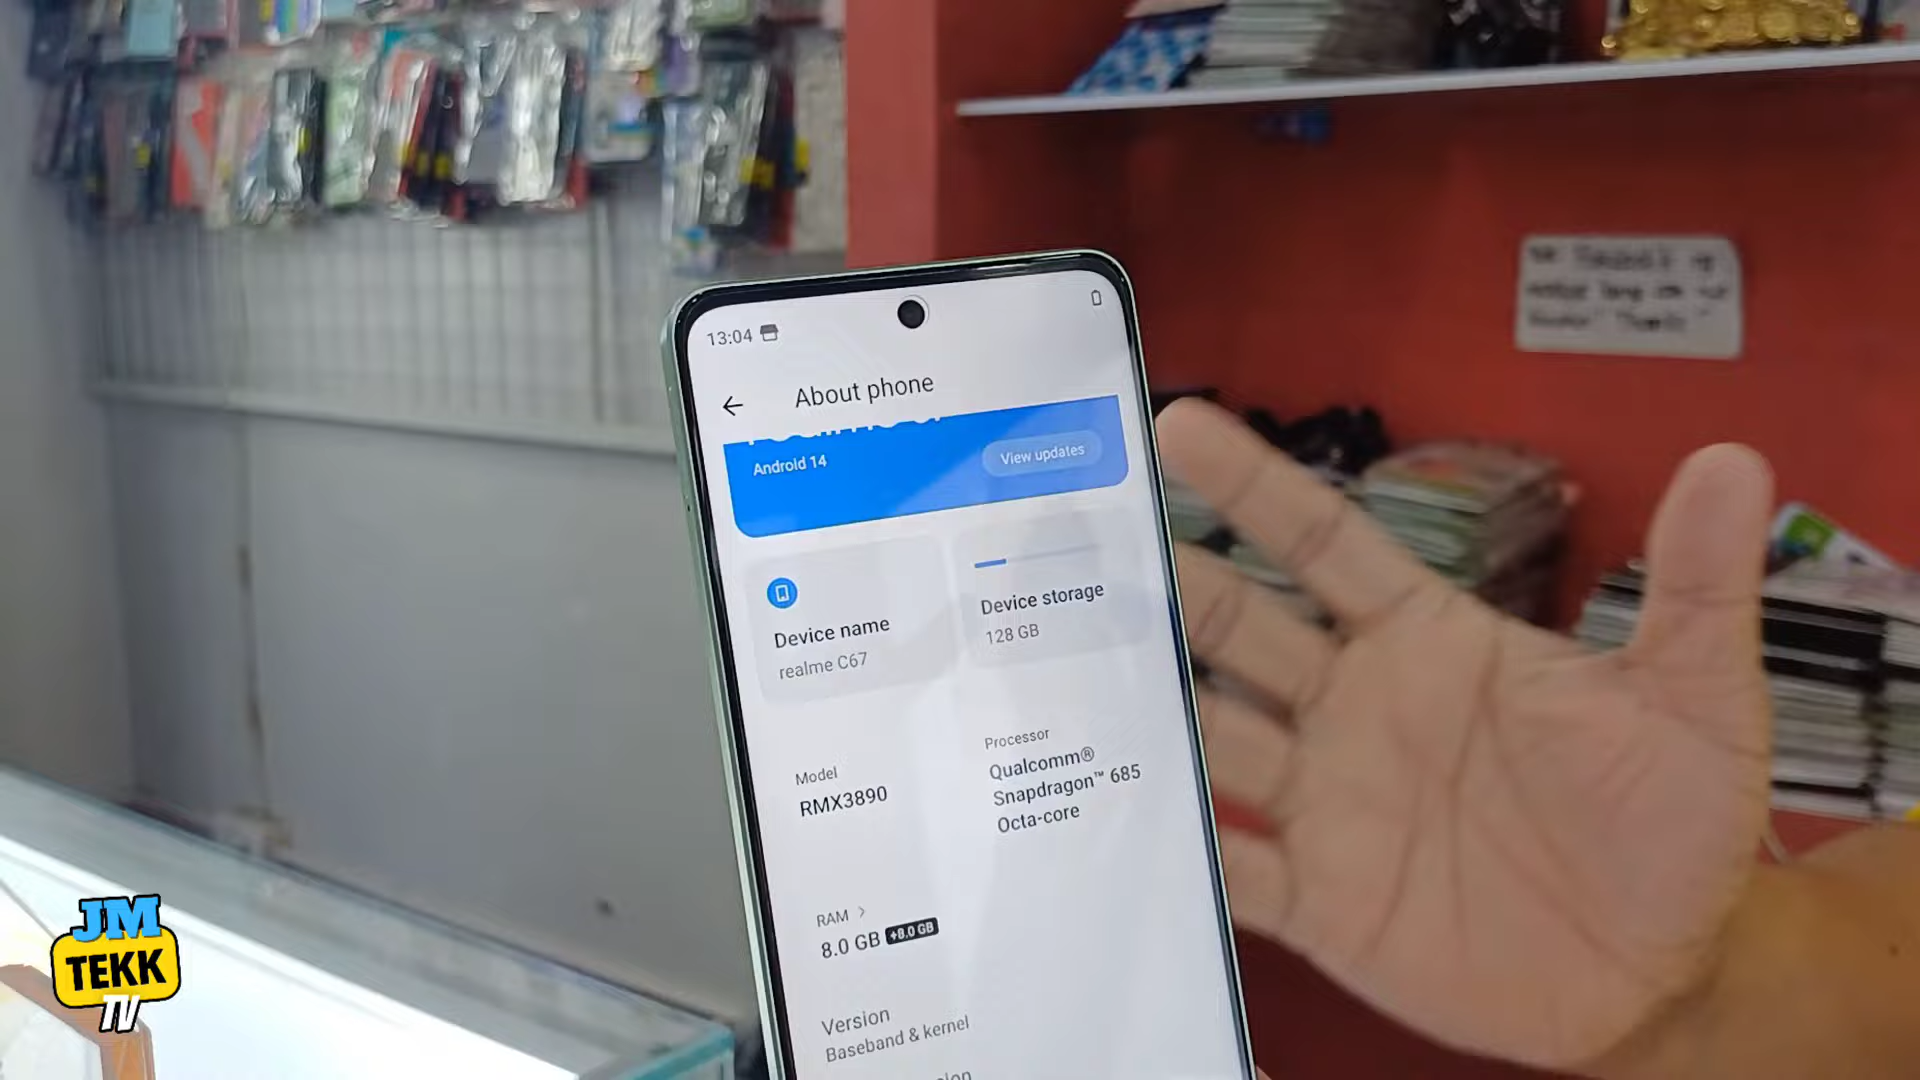 13:04
About phone
Android 14
View updates
Device name
realme C67
Device storage
128 GB
Model
RMX3890
Processor
Qualcomm®
Snapdragon™ 685
Octa-core
RAM
8.0 GB +8.0 GB
Version
Baseband & kernel
JM
TEKK
TV